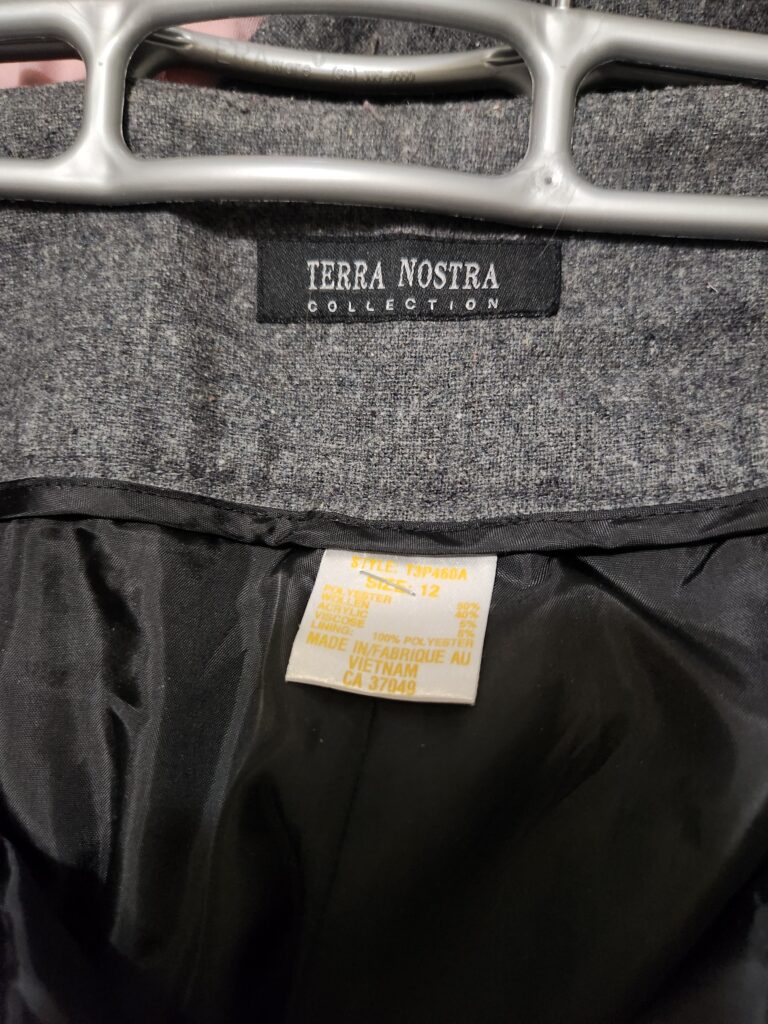 TERRA NOSTRA
COLLECTION
STYLE: T3P460A
SIZE: 12
POLYESTER 50%
WOLLEN 40%
ACRYLIC 5%
VISCOSE 5%
LINING: 100% POLYESTER
MADE IN/FABRIQUE AU
VIETNAM
CA 37049